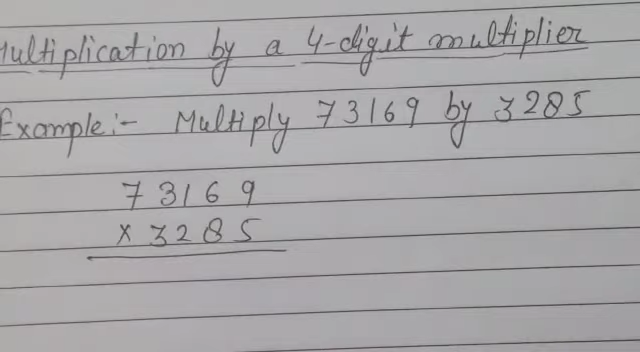 Multiplication by a 4-digit multiplier
Example:- Multiply 73169 by 3285
73169
× 3285